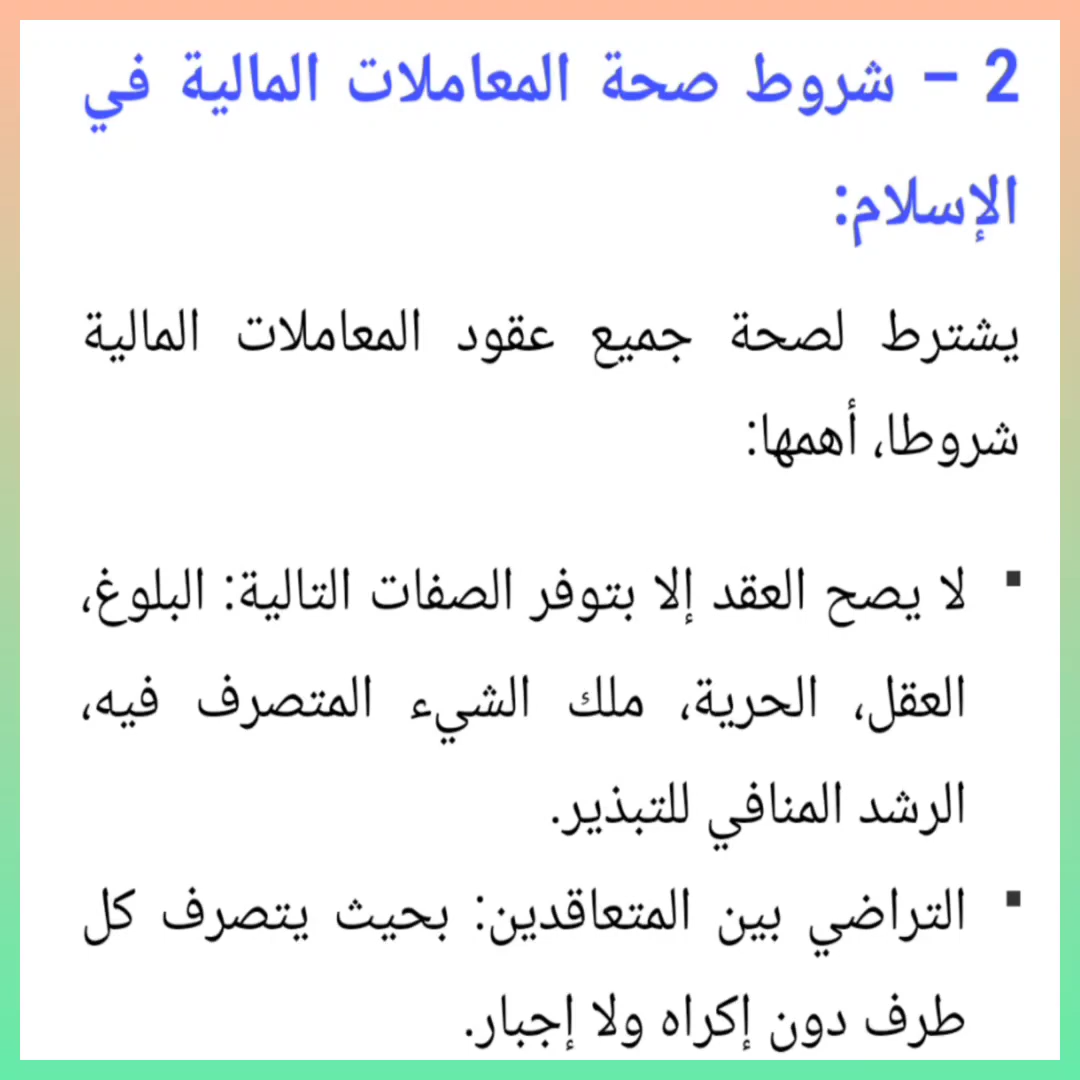 2 – شروط صحة المعاملات المالية في
الإسلام:
يشترط لصحة جميع عقود المعاملات المالية
شروطا، أهمها:
▪ لا يصح العقد إلا بتوفر الصفات التالية: البلوغ،
العقل، الحرية، ملك الشيء المتصرف فيه،
الرشد المنافي للتبذير.
▪ التراضي بين المتعاقدين: بحيث يتصرف كل
طرف دون إكراه ولا إجبار.